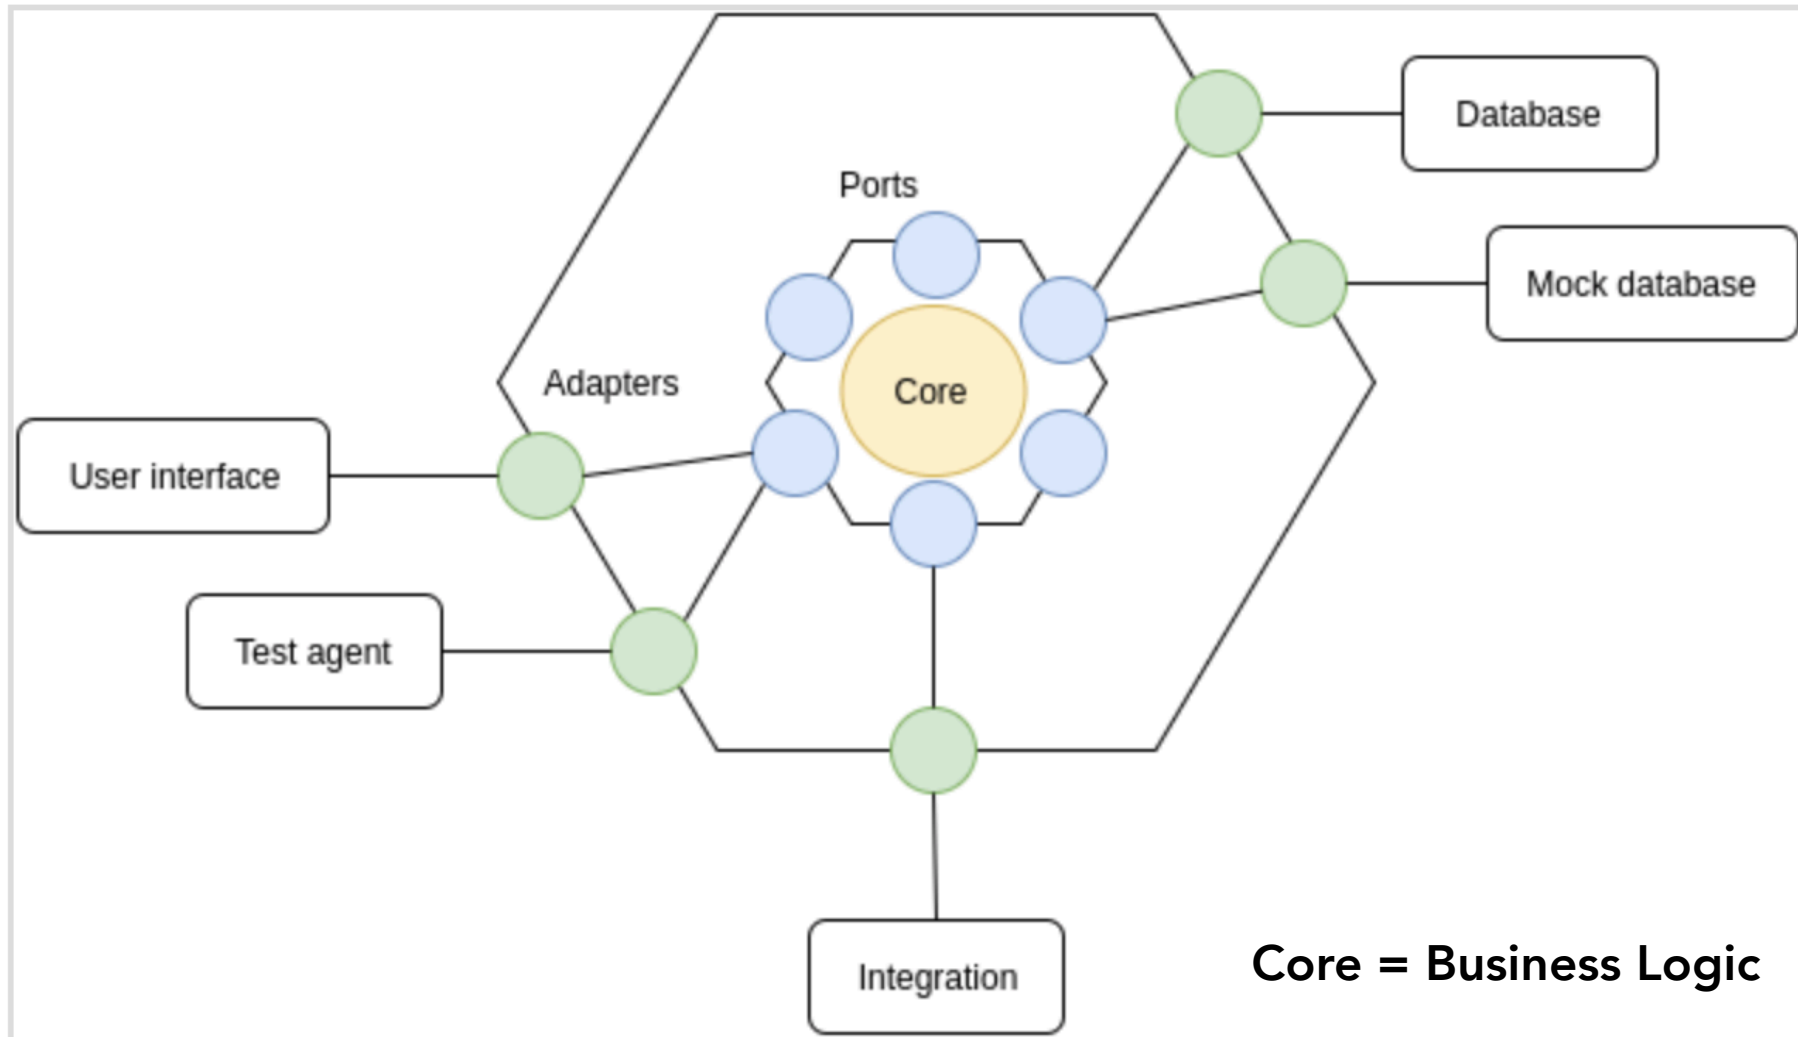 Database
Ports
Mock database
Adapters
Core
User interface
Test agent
Integration
Core = Business Logic